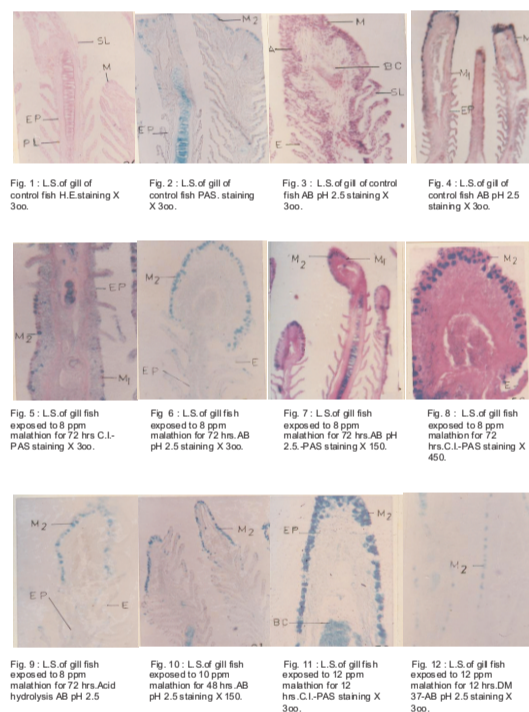 SL
M
EP
PL
M2
EP
A
M
BC
SL
E
M
M1
EP
Fig. 1 : L.S.of gill of
control fish H.E.staining X
3oo.
Fig. 2 : L.S.of gill of
control fish PAS. staining
X 3oo.
Fig. 3 : L.S.of gill of control
fish AB pH 2.5 staining X
3oo.
Fig. 4 : L.S.of gill of
control fish AB pH 2.5
staining X 3oo.
EP
M2
M1
M2
EP
E
M2
M1
M2
E
Fig. 5 : L.S.of gill fish
exposed to 8 ppm
malathion for 72 hrs C.I.-
PAS staining X 3oo.
Fig 6 : L.S.of gill fish
exposed to 8 ppm
malathion for 72 hrs.AB
pH 2.5 staining X 3oo.
Fig. 7 : L.S.of gill fish
exposed to 8 ppm
malathion for 72 hrs.AB pH
2.5.-PAS staining X 150.
Fig. 8 : L.S.of gill fish
exposed to 8 ppm
malathion for 72
hrs.C.I.-PAS staining X
450.
M2
EP
E
M2
M2
EP
BC
M2
Fig. 9 : L.S.of gill fish
exposed to 8 ppm
malathion for 72 hrs.Acid
hydrolysis AB pH 2.5
Fig. 10 : L.S.of gill fish
exposed to 10 ppm
malathion for 48 hrs.AB
pH 2.5 staining X 150.
Fig. 11 : L.S.of gill fish
exposed to 12 ppm
malathion for 12
hrs.C.I.-PAS staining X
3oo.
Fig. 12 : L.S.of gill fish
exposed to 12 ppm
malathion for 12 hrs.DM
37-AB pH 2.5 staining X
3oo.